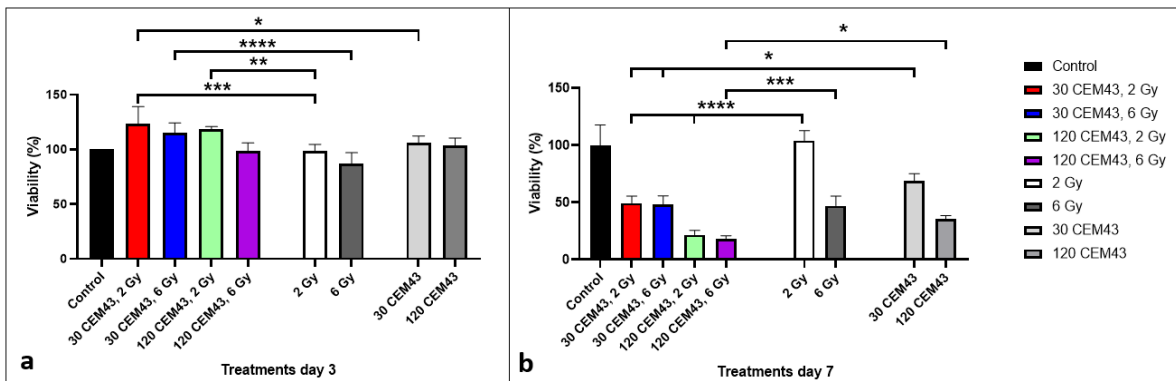 *
****
**
***
150
100
50
0
Viability (%)
Control
30 CEM43, 2 Gy
30 CEM43, 6 Gy
120 CEM43, 2 Gy
120 CEM43, 6 Gy
2 Gy
6 Gy
30 CEM43
120 CEM43
a
Treatments day 3
*
*
***
****
150
100
50
0
Viability (%)
Control
30 CEM43, 2 Gy
30 CEM43, 6 Gy
120 CEM43, 2 Gy
120 CEM43, 6 Gy
2 Gy
6 Gy
30 CEM43
120 CEM43
b
Treatments day 7
Control
30 CEM43, 2 Gy
30 CEM43, 6 Gy
120 CEM43, 2 Gy
120 CEM43, 6 Gy
2 Gy
6 Gy
30 CEM43
120 CEM43